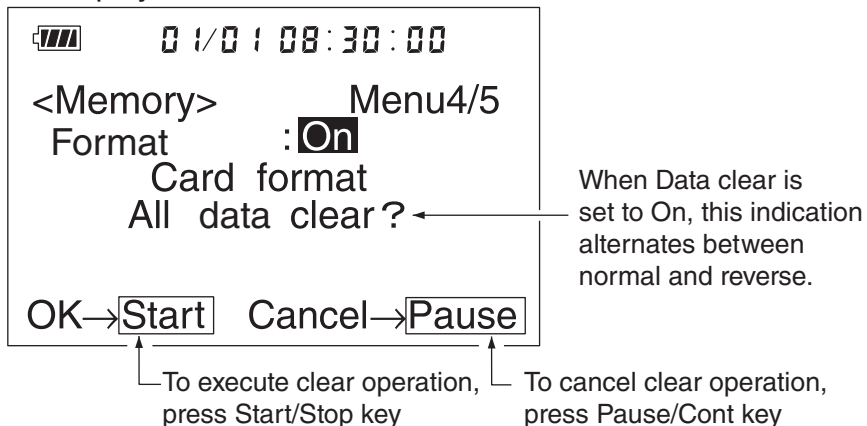 01/01 08:30:00
<Memory> Menu4/5
Format :On
Card format
All data clear?
OK→Start Cancel→Pause
When Data clear is
set to On, this indication
alternates between
normal and reverse.
To execute clear operation,
press Start/Stop key
To cancel clear operation,
press Pause/Cont key